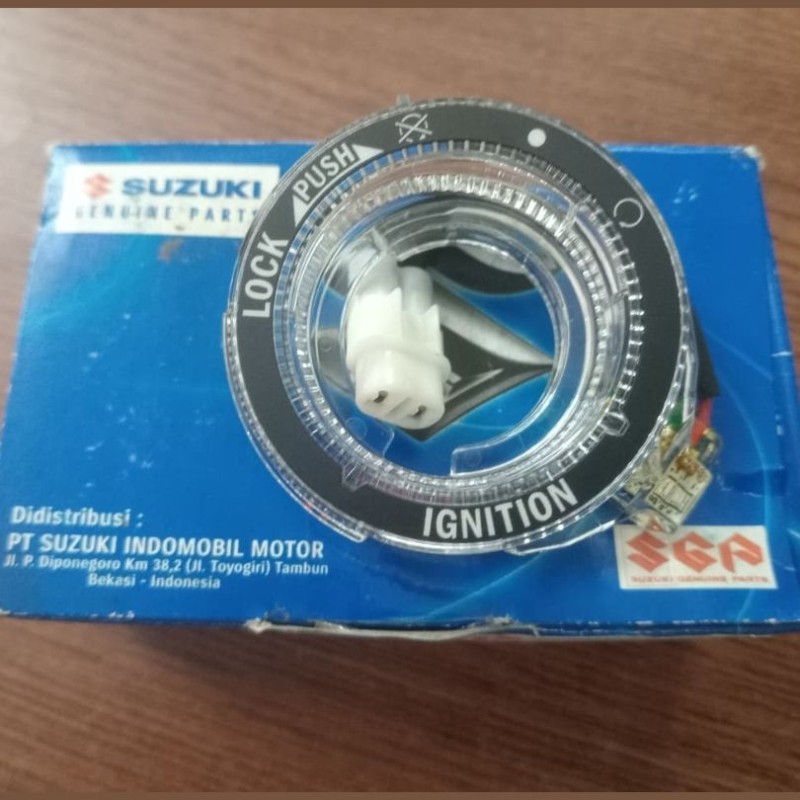 SUZUKI
GENUINE PARTS
LOCK
PUSH
IGNITION
Didistribusi :
PT SUZUKI INDOMOBIL MOTOR
Jl. P. Diponegoro Km 38,2 (Jl. Toyogiri) Tambun
Bekasi - Indonesia
SGP
SUZUKI GENUINE PARTS